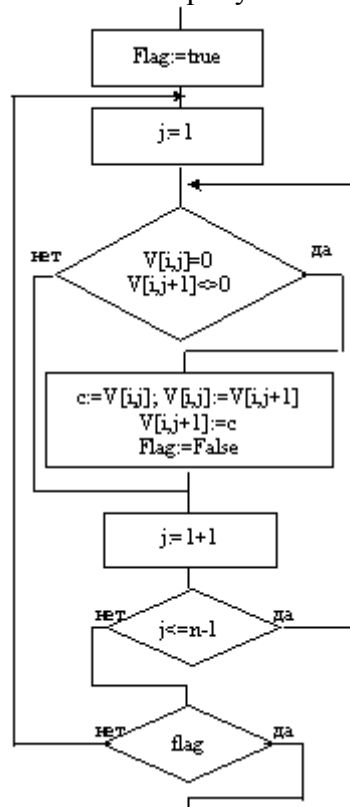 Flag:=true
j:=1
нет
да
V[i,j]=0
V[i,j+1]<>0
c:=V[i,j]; V[i,j]:=V[i,j+1]
V[i,j+1]:=c
Flag:=False
j:=1+1
нет
да
j<=n-1
нет
да
flag